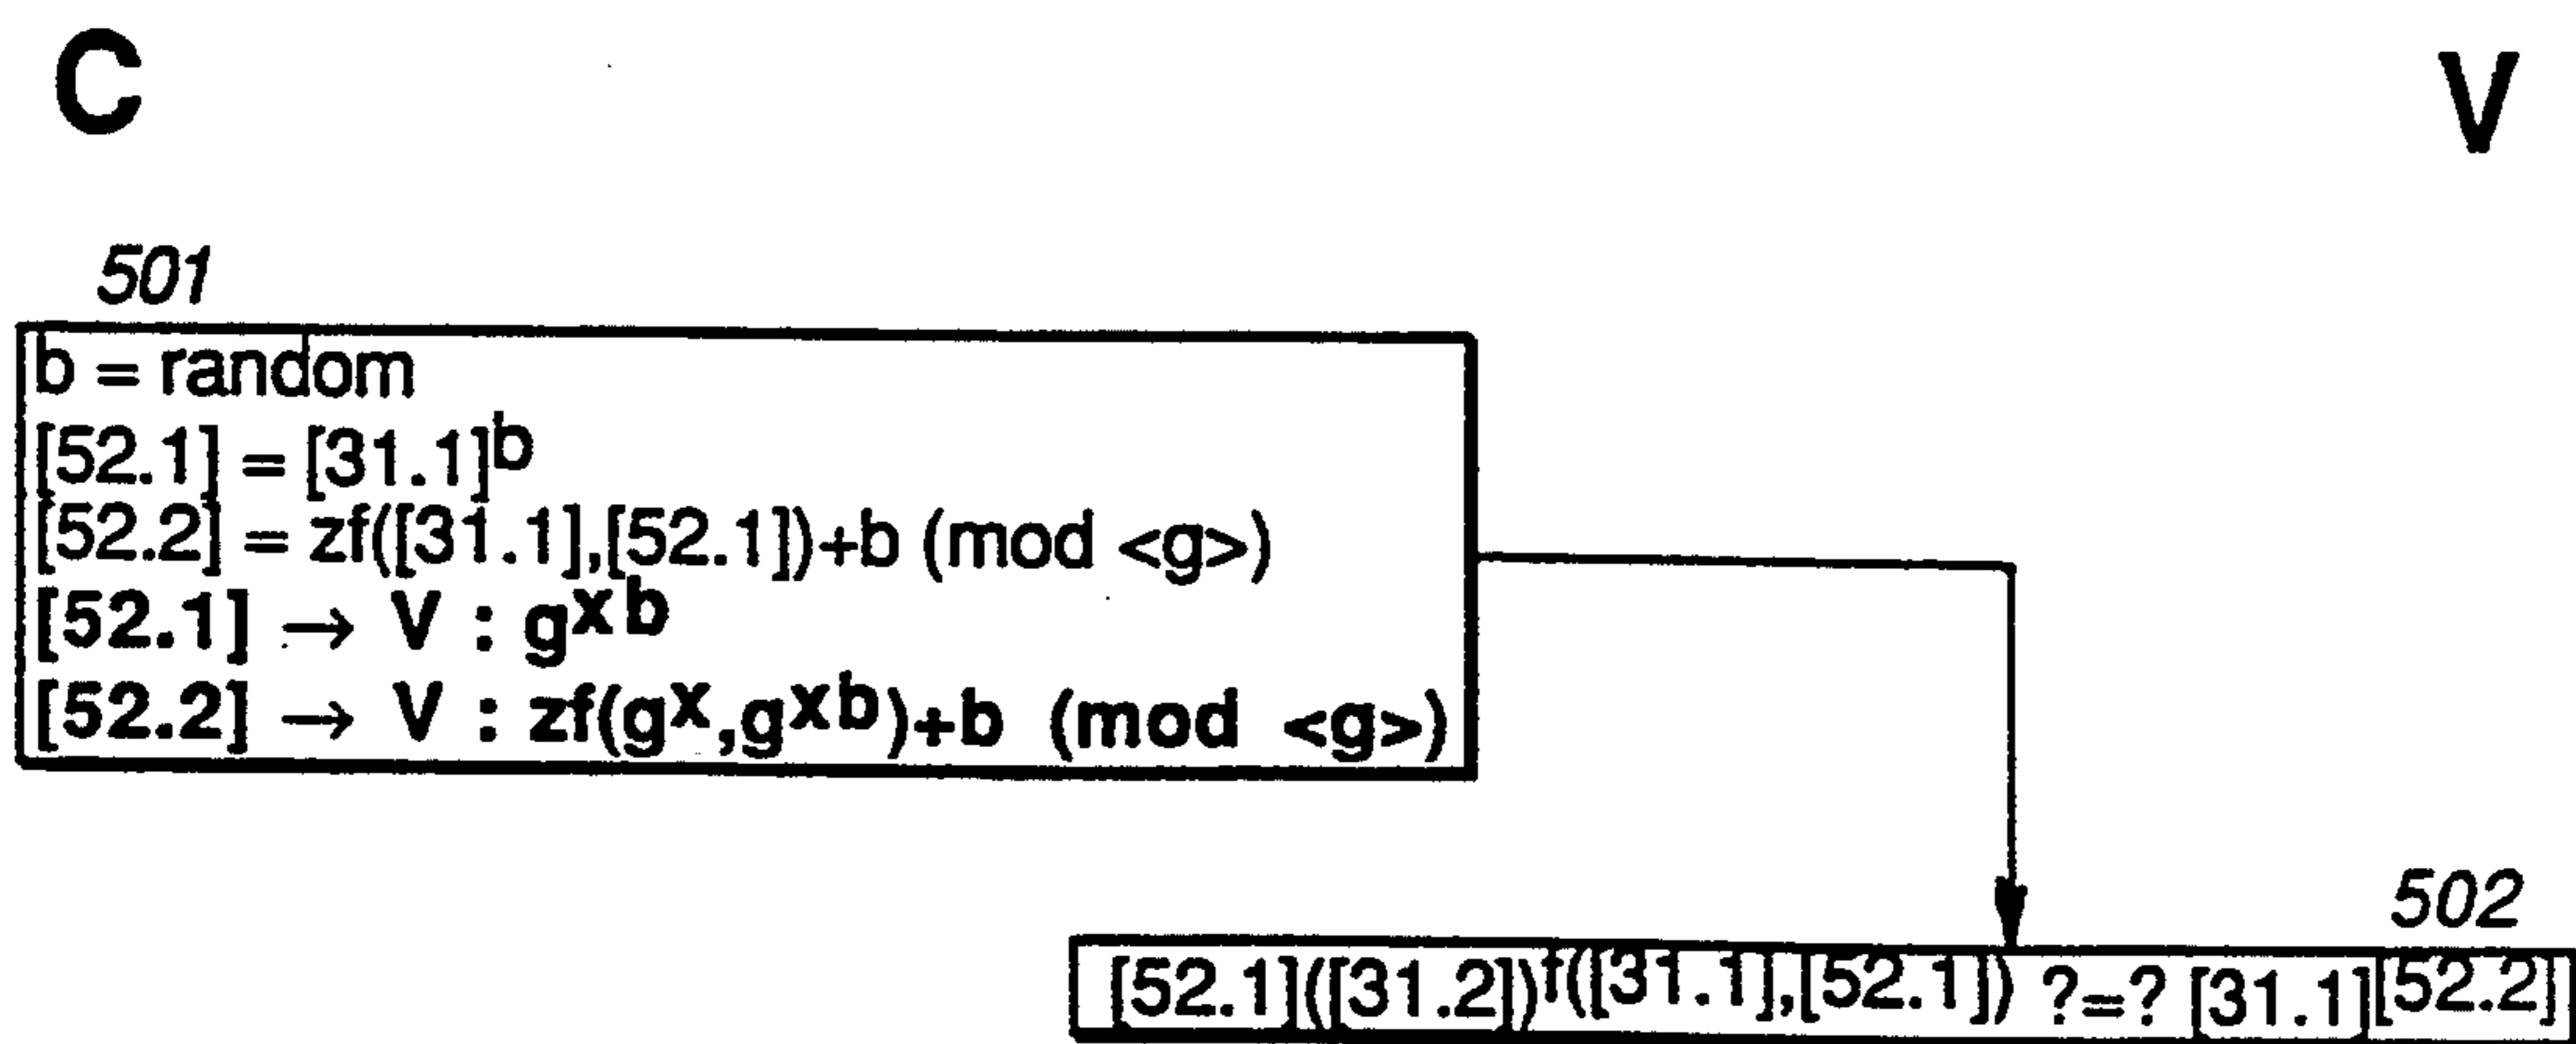 C
V
501
b = random
[52.1] = [31.1]^b
[52.2] = zf([31.1],[52.1])+b (mod <g>)
[52.1] → V : g^xb
[52.2] → V : zf(g^x,g^xb)+b (mod <g>)
502
[52.1]([31.2])^f([31.1],[52.1]) ?=? [31.1]^[52.2]